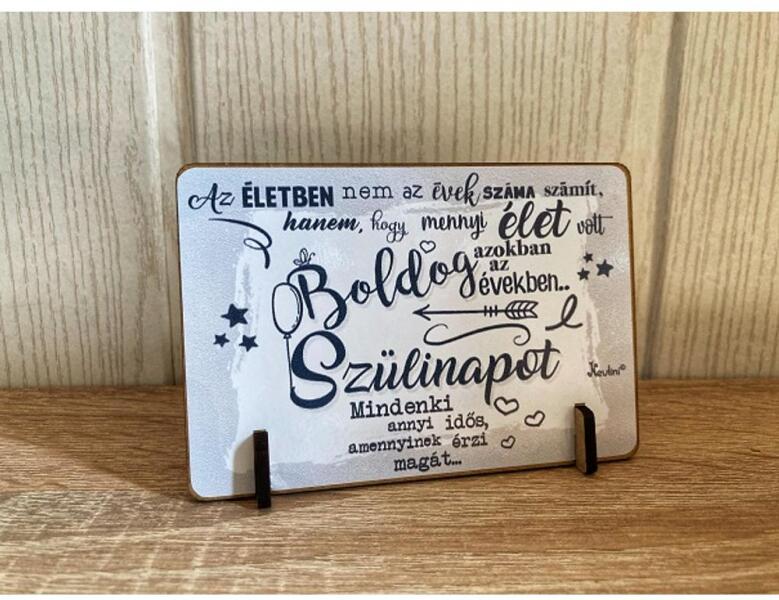 Az ÉLETBEN nem az évek SZÁMA számít,
hanem, hogy mennyi élet volt
azokban
az
években..
Boldog
Szülinapot
Mindenki
annyi idős,
amennyinek érzi
magát...